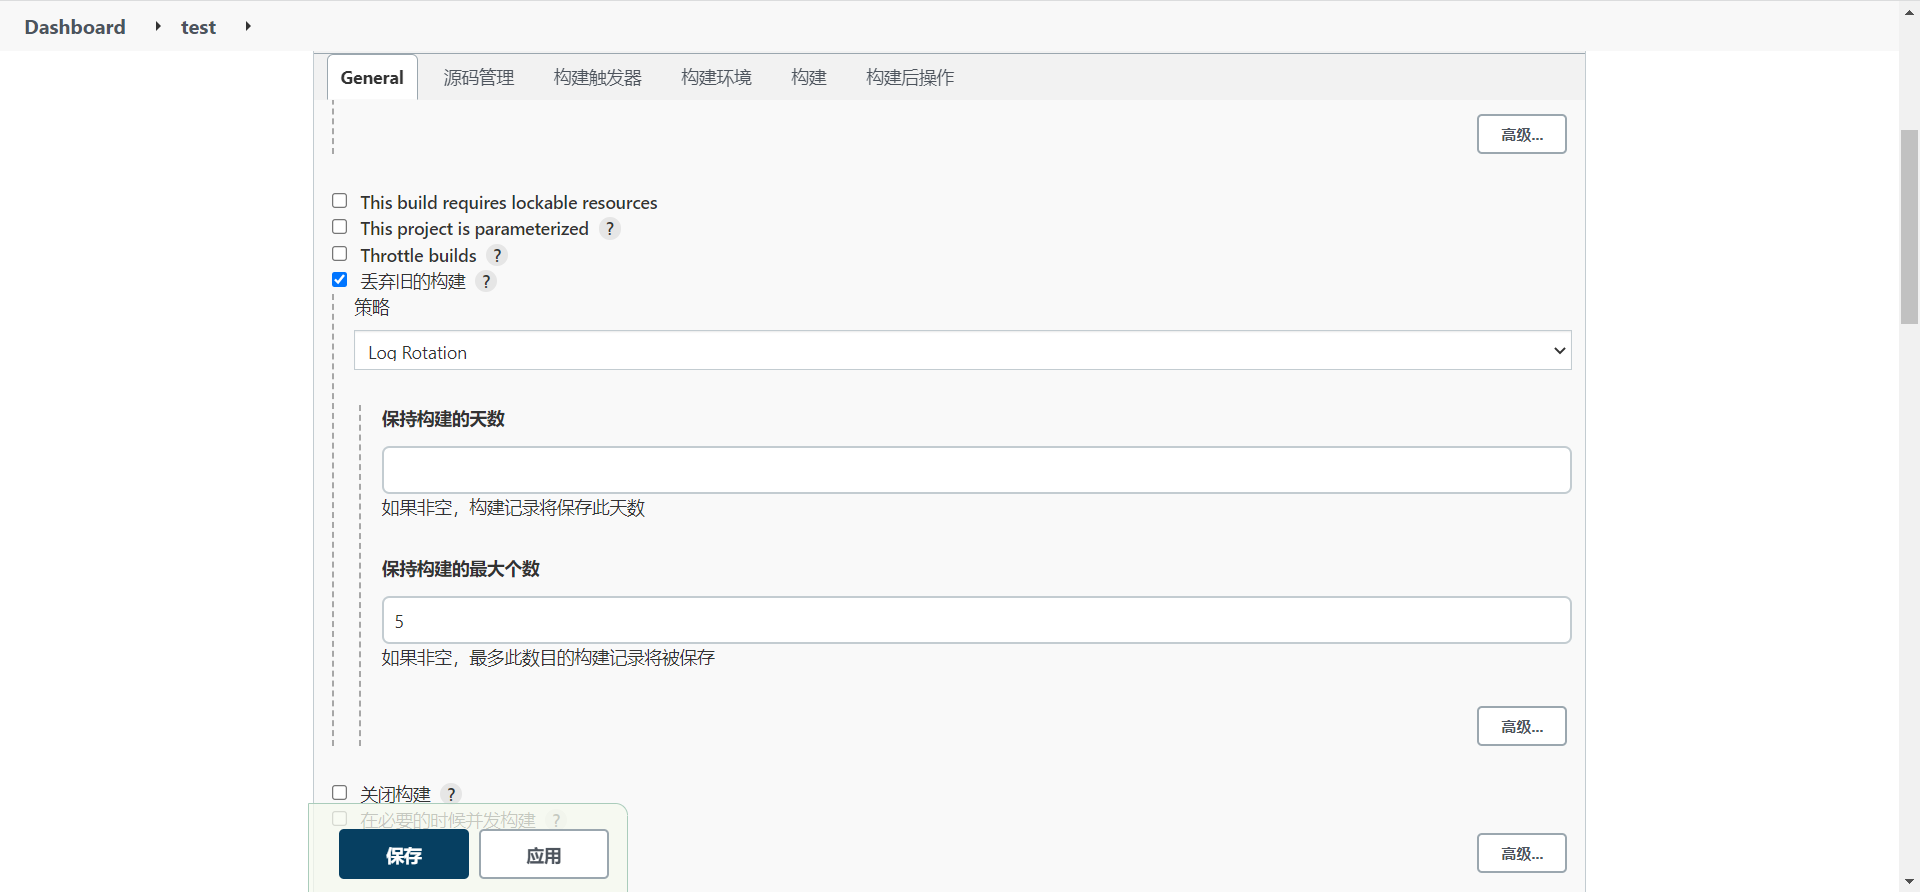 Dashboard test
General 源码管理 构建触发器 构建环境 构建 构建后操作
高级...
This build requires lockable resources
This project is parameterized ?
Throttle builds ?
丢弃旧的构建 ?
策略
Log Rotation
保持构建的天数
如果非空，构建记录将保存此天数
保持构建的最大个数
5
如果非空，最多此数目的构建记录将被保存
高级...
关闭构建 ?
在必要的时候并发构建 ?
保存 应用 高级...